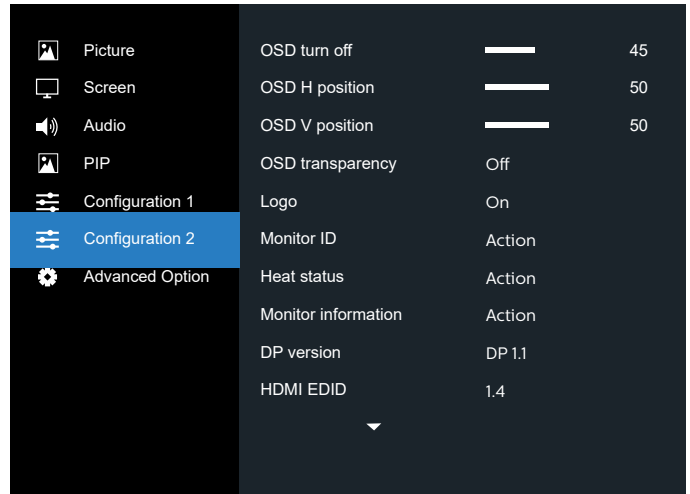 Picture
Screen
Audio
PIP
Configuration 1
Configuration 2
Advanced Option
OSD turn off 45
OSD H position 50
OSD V position 50
OSD transparency Off
Logo On
Monitor ID Action
Heat status Action
Monitor information Action
DP version DP 1.1
HDMI EDID 1.4